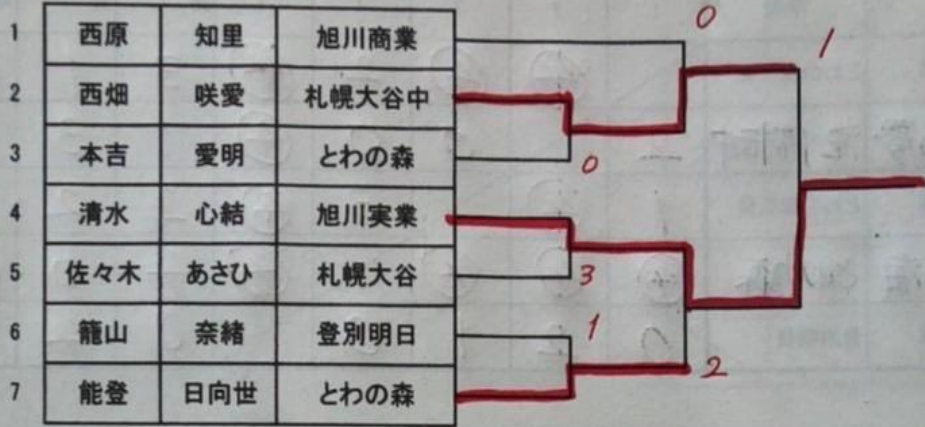 1 西原 知里 旭川商業
2 西畑 咲愛 札幌大谷中
3 本吉 愛明 とわの森
4 清水 心結 旭川実業
5 佐々木 あさひ 札幌大谷
6 籠山 奈緒 登別明日
7 能登 日向世 とわの森
0
1
0
3
1
2